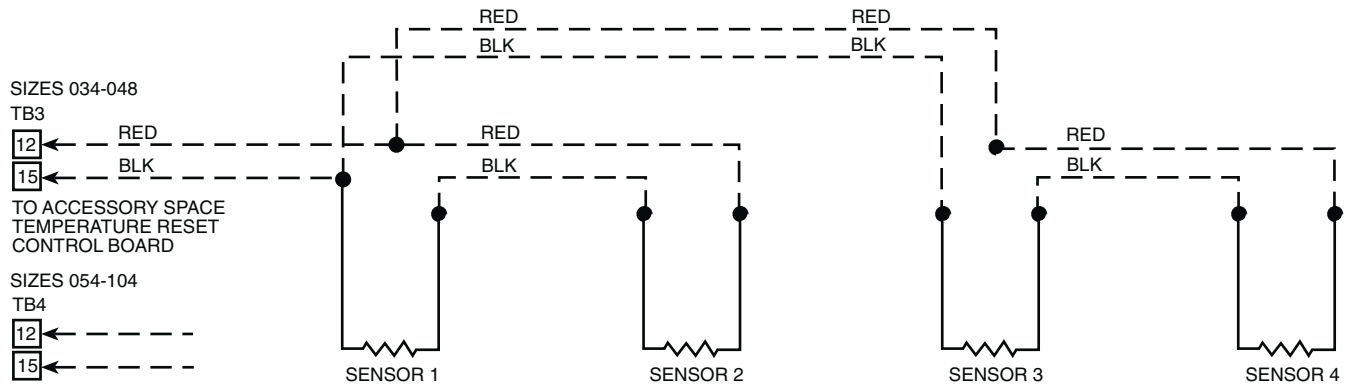 RED RED
BLK BLK
SIZES 034-048
TB3
12 RED RED RED
15 BLK BLK BLK
TO ACCESSORY SPACE
TEMPERATURE RESET
CONTROL BOARD
SIZES 054-104
TB4
12
15
SENSOR 1 SENSOR 2 SENSOR 3 SENSOR 4